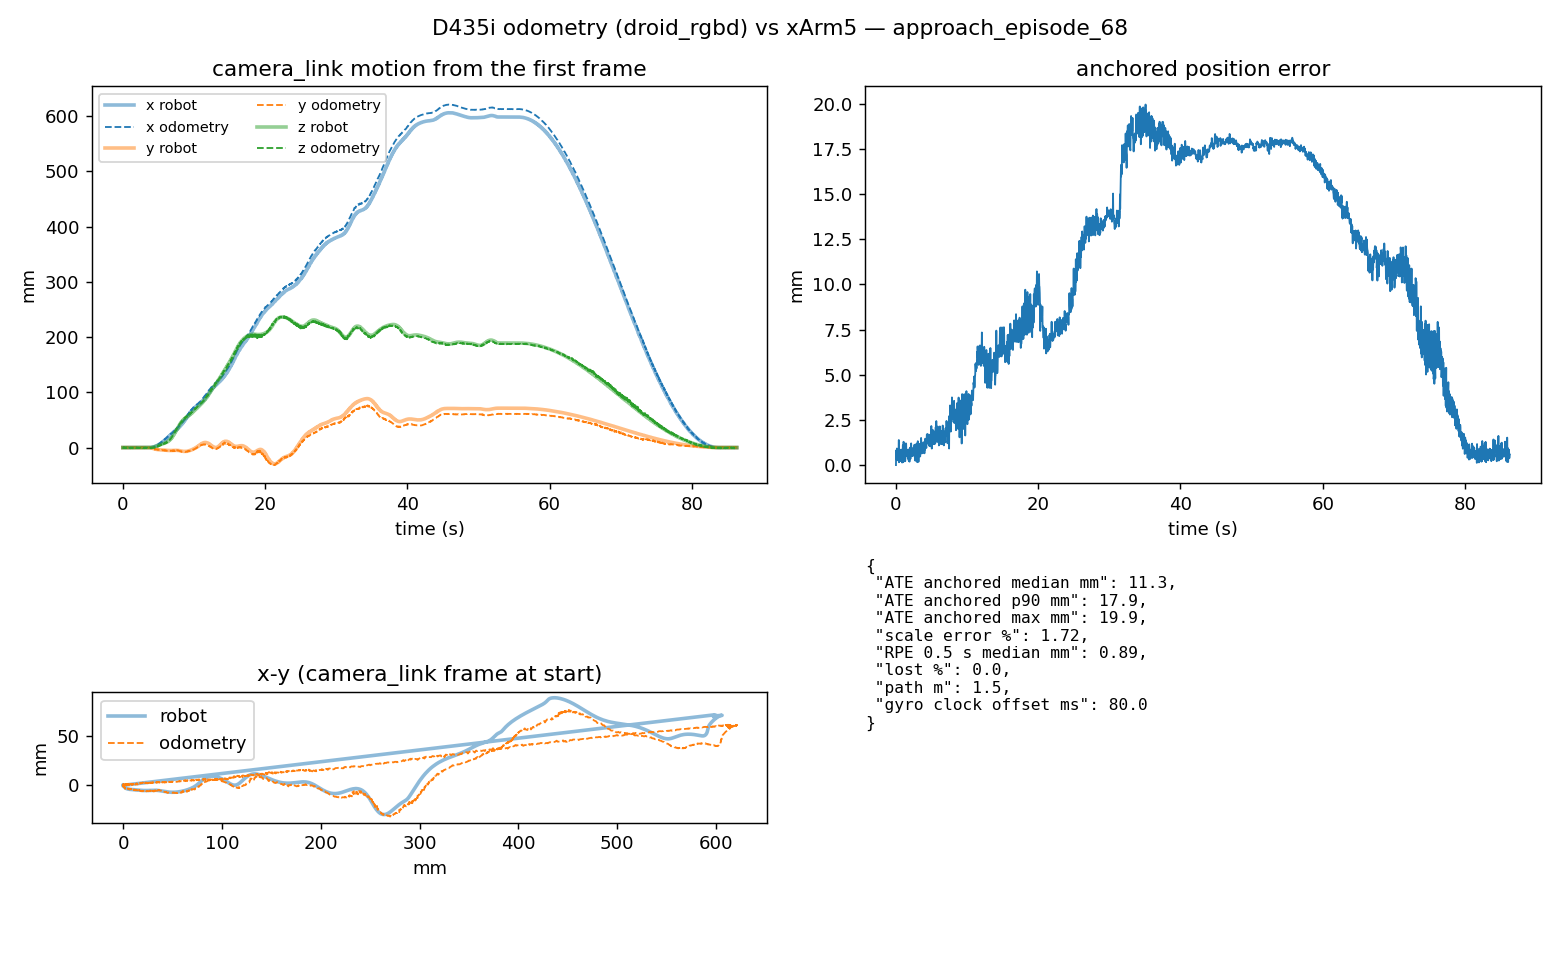 D435i odometry (droid_rgbd) vs xArm5 — approach_episode_68
camera_link motion from the first frame
x robot
x odometry
y robot
y odometry
z robot
z odometry
mm
600
500
400
300
200
100
0
0 20 40 60 80
time (s)
anchored position error
mm
20.0
17.5
15.0
12.5
10.0
7.5
5.0
2.5
0.0
0 20 40 60 80
time (s)
x-y (camera_link frame at start)
robot
odometry
mm
50
0
0 100 200 300 400 500 600
mm
{
"ATE anchored median mm": 11.3,
"ATE anchored p90 mm": 17.9,
"ATE anchored max mm": 19.9,
"scale error %": 1.72,
"RPE 0.5 s median mm": 0.89,
"lost %": 0.0,
"path m": 1.5,
"gyro clock offset ms": 80.0
}